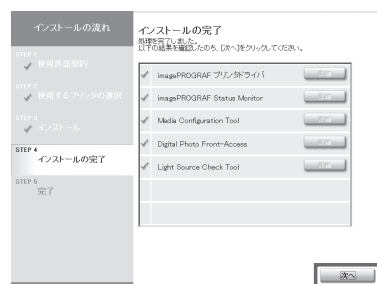 インストールの流れ
STEP 1
使用許諾契約
STEP 2
使用するプリンタの選択
STEP 3
インストール
STEP 4
インストールの完了
STEP 5
完了
インストールの完了
処理を完了しました。
以下の結果を確認したのち、[次へ]をクリックしてください。
imagePROGRAF プリンタドライバ
imagePROGRAF Status Monitor
Media Configuration Tool
Digital Photo Front-Access
Light Source Check Tool
次へ